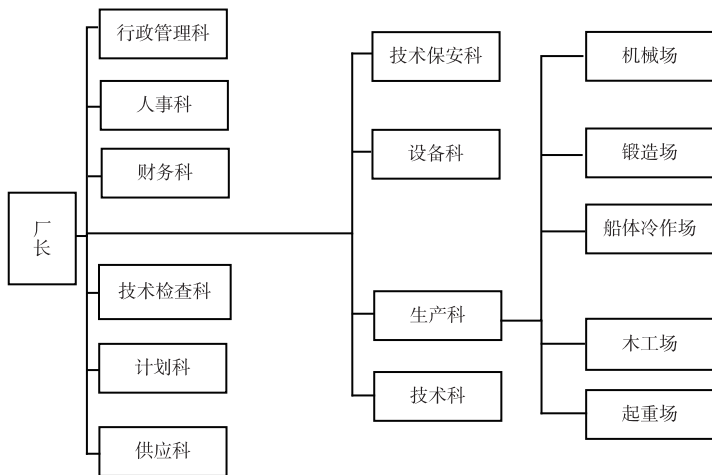 厂
长
行政管理科
人事科
财务科
技术检查科
计划科
供应科
技术保安科
设备科
生产科
技术科
机械场
锻造场
船体冷作场
木工场
起重场